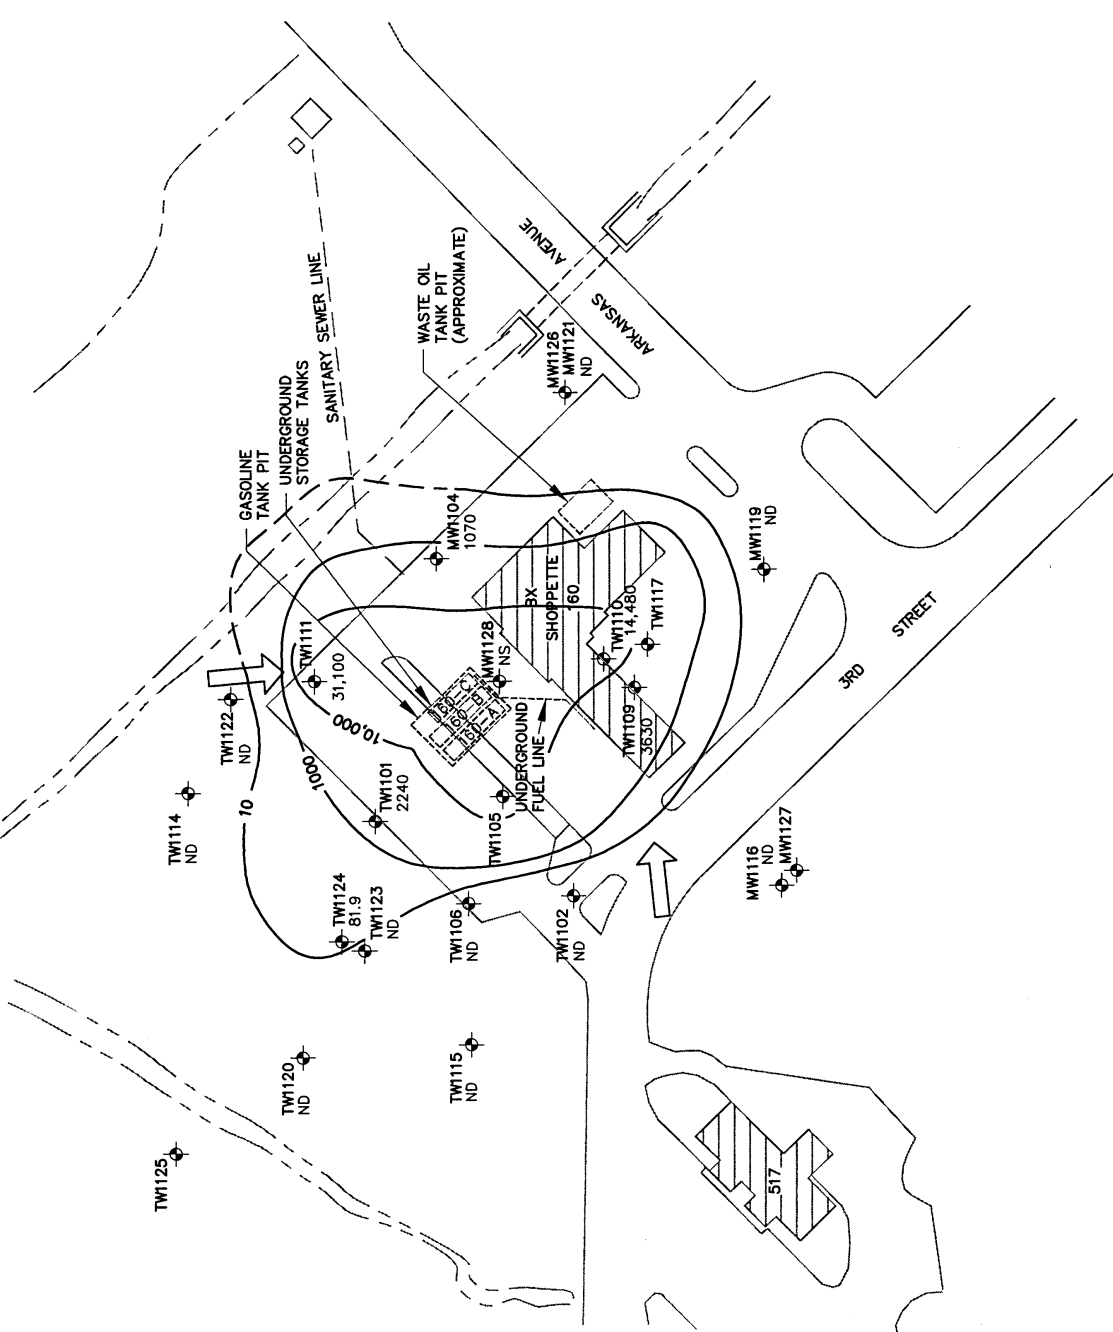 GASOLINE
TANK PIT
UNDERGROUND
STORAGE TANKS
SANITARY SEWER LINE
WASTE OIL
TANK PIT
(APPROXIMATE)
ARKANSAS
AVENUE
MW1126
MW1121
ND
MW1104
1070
MW1119
ND
BX
SHOPPETTE
160
TW1110
14,480
TW1117
TW1109
3630
MW1128
NS
TW1111
31,100
160-C
160-B
160-A
UNDERGROUND
FUEL LINE
10,000
1000
10
TW1122
ND
TW1114
ND
TW1101
2240
TW1105
TW1124
81.9
TW1123
ND
TW1106
ND
TW1102
ND
MW1116
ND
MW1127
3RD
STREET
TW1120
ND
TW1115
ND
TW1125
517